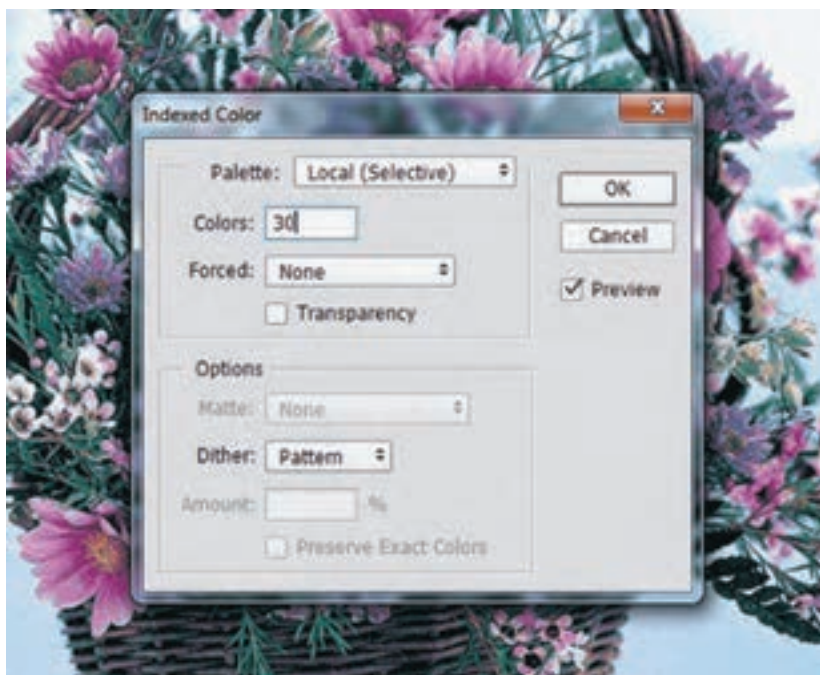 Indexed Color
Palette: Local (Selective)
OK
Colors: 30
Cancel
Forced: None
Preview
Transparency
Options
Matte: None
Dither: Pattern
Amount: %
Preserve Exact Colors